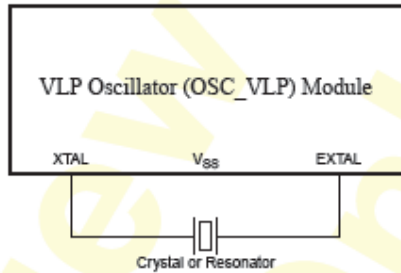 VLP Oscillator (OSC_VLP) Module
XTAL VSS EXTAL
Crystal or Resonator